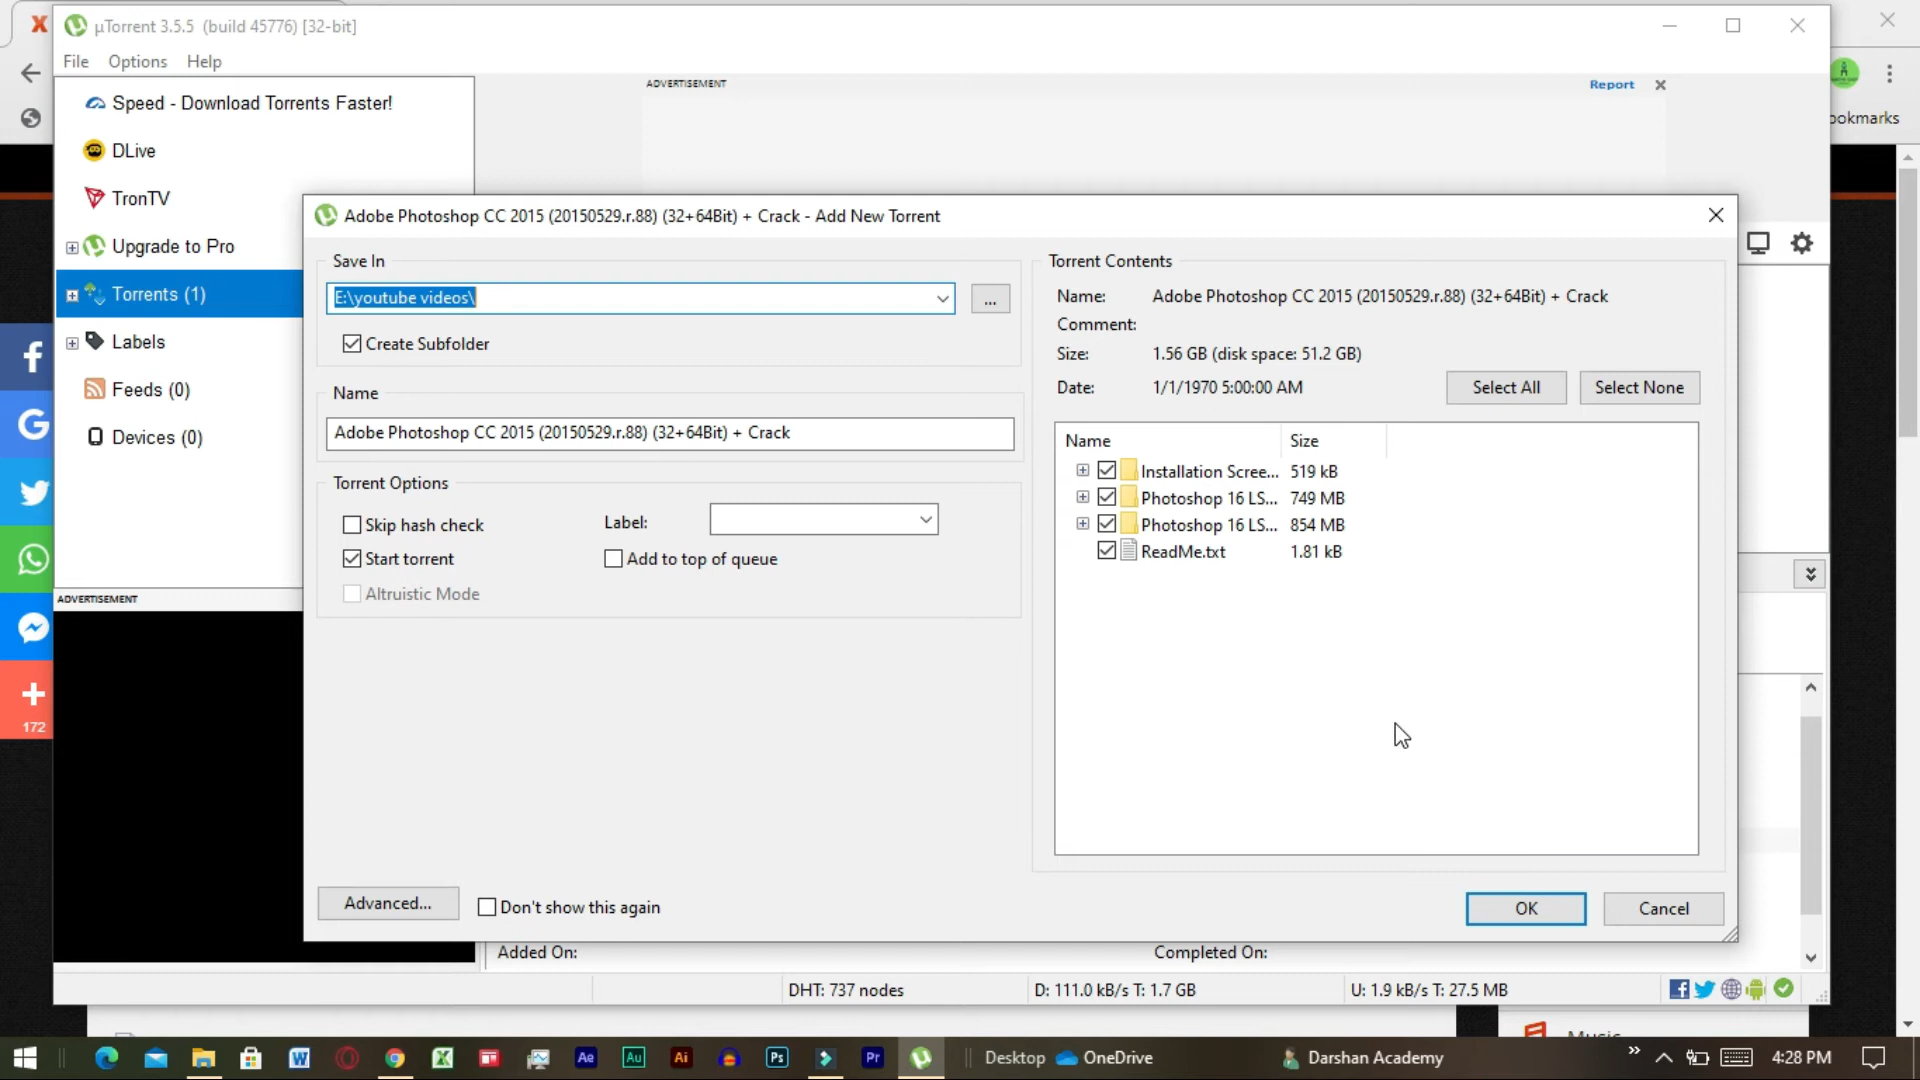 µTorrent 3.5.5 (build 45776) [32-bit]
File Options Help
ADVERTISEMENT
Report
Speed - Download Torrents Faster!
DLive
TronTV
Upgrade to Pro
Torrents (1)
Labels
Feeds (0)
Devices (0)
ADVERTISEMENT
172
ookmarks
Adobe Photoshop CC 2015 (20150529.r.88) (32+64Bit) + Crack - Add New Torrent
Save In
E:\youtube videos\
...
Create Subfolder
Name
Adobe Photoshop CC 2015 (20150529.r.88) (32+64Bit) + Crack
Torrent Options
Skip hash check
Label:
Start torrent
Add to top of queue
Altruistic Mode
Torrent Contents
Name: Adobe Photoshop CC 2015 (20150529.r.88) (32+64Bit) + Crack
Comment:
Size: 1.56 GB (disk space: 51.2 GB)
Date: 1/1/1970 5:00:00 AM
Select All
Select None
Name Size
Installation Scree... 519 kB
Photoshop 16 LS... 749 MB
Photoshop 16 LS... 854 MB
ReadMe.txt 1.81 kB
Advanced...
Don't show this again
OK
Cancel
Added On:
Completed On:
DHT: 737 nodes
D: 111.0 kB/s T: 1.7 GB
U: 1.9 kB/s T: 27.5 MB
Ae
Au
Ai
Ps
Pr
Desktop
OneDrive
Darshan Academy
4:28 PM